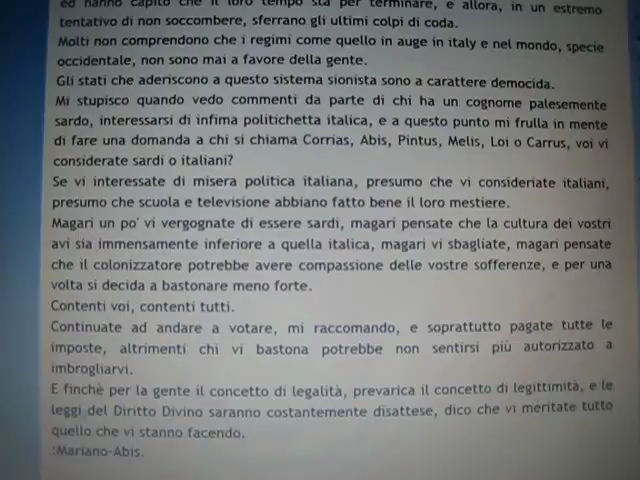 ed hanno capito che il loro tempo sta per terminare, e allora, in un estremo
tentativo di non soccombere, sferrano gli ultimi colpi di coda.
Molti non comprendono che i regimi come quello in auge in italy e nel mondo, specie
occidentale, non sono mai a favore della gente.
Gli stati che aderiscono a questo sistema sionista sono a carattere democida.
Mi stupisco quando vedo commenti da parte di chi ha un cognome palesemente
sardo, interessarsi di infima politichetta italica, e a questo punto mi frulla in mente
di fare una domanda a chi si chiama Corrias, Abis, Pintus, Melis, Loi o Carrus, voi vi
considerate sardi o italiani?
Se vi interessate di misera politica italiana, presumo che vi consideriate italiani,
presumo che scuola e televisione abbiano fatto bene il loro mestiere.
Magari un po' vi vergognate di essere sardi, magari pensate che la cultura dei vostri
avi sia immensamente inferiore a quella italica, magari vi sbagliate, magari pensate
che il colonizzatore potrebbe avere compassione delle vostre sofferenze, e per una
volta si decida a bastonare meno forte.
Contenti voi, contenti tutti.
Continuate ad andare a votare, mi raccomando, e soprattutto pagate tutte le
imposte, altrimenti chi vi bastona potrebbe non sentirsi più autorizzato a
imbrogliarvi.
E finchè per la gente il concetto di legalità, prevarica il concetto di legittimità, e le
leggi del Diritto Divino saranno costantemente disattese, dico che vi meritate tutto
quello che vi stanno facendo.
:Mariano-Abis.